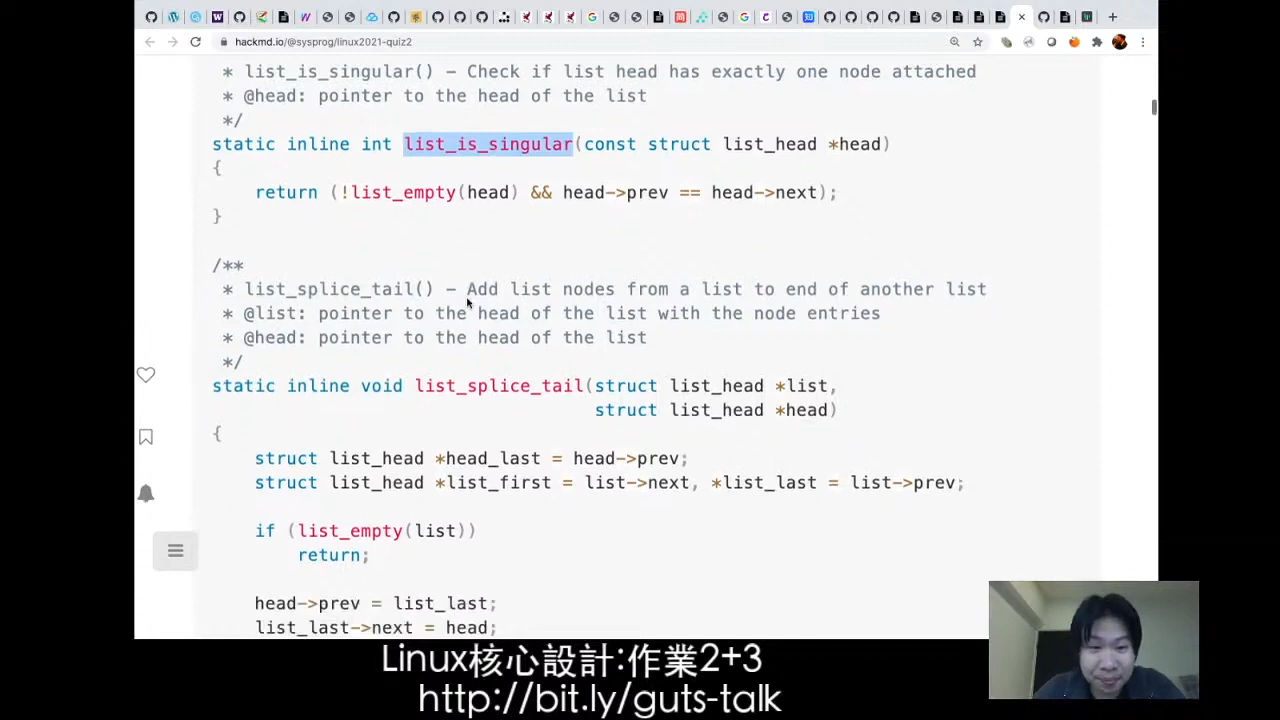 hackmd.io/@sysprog/linux2021-quiz2
* list_is_singular() – Check if list head has exactly one node attached
* @head: pointer to the head of the list
*/
static inline int list_is_singular(const struct list_head *head)
{
return (!list_empty(head) && head->prev == head->next);
}
/**
* list_splice_tail() – Add list nodes from a list to end of another list
* @list: pointer to the head of the list with the node entries
* @head: pointer to the head of the list
*/
static inline void list_splice_tail(struct list_head *list,
struct list_head *head)
{
struct list_head *head_last = head->prev;
struct list_head *list_first = list->next, *list_last = list->prev;
if (list_empty(list))
return;
head->prev = list_last;
list_last->next = head;
Linux核心設計:作業2+3
http://bit.ly/guts-talk